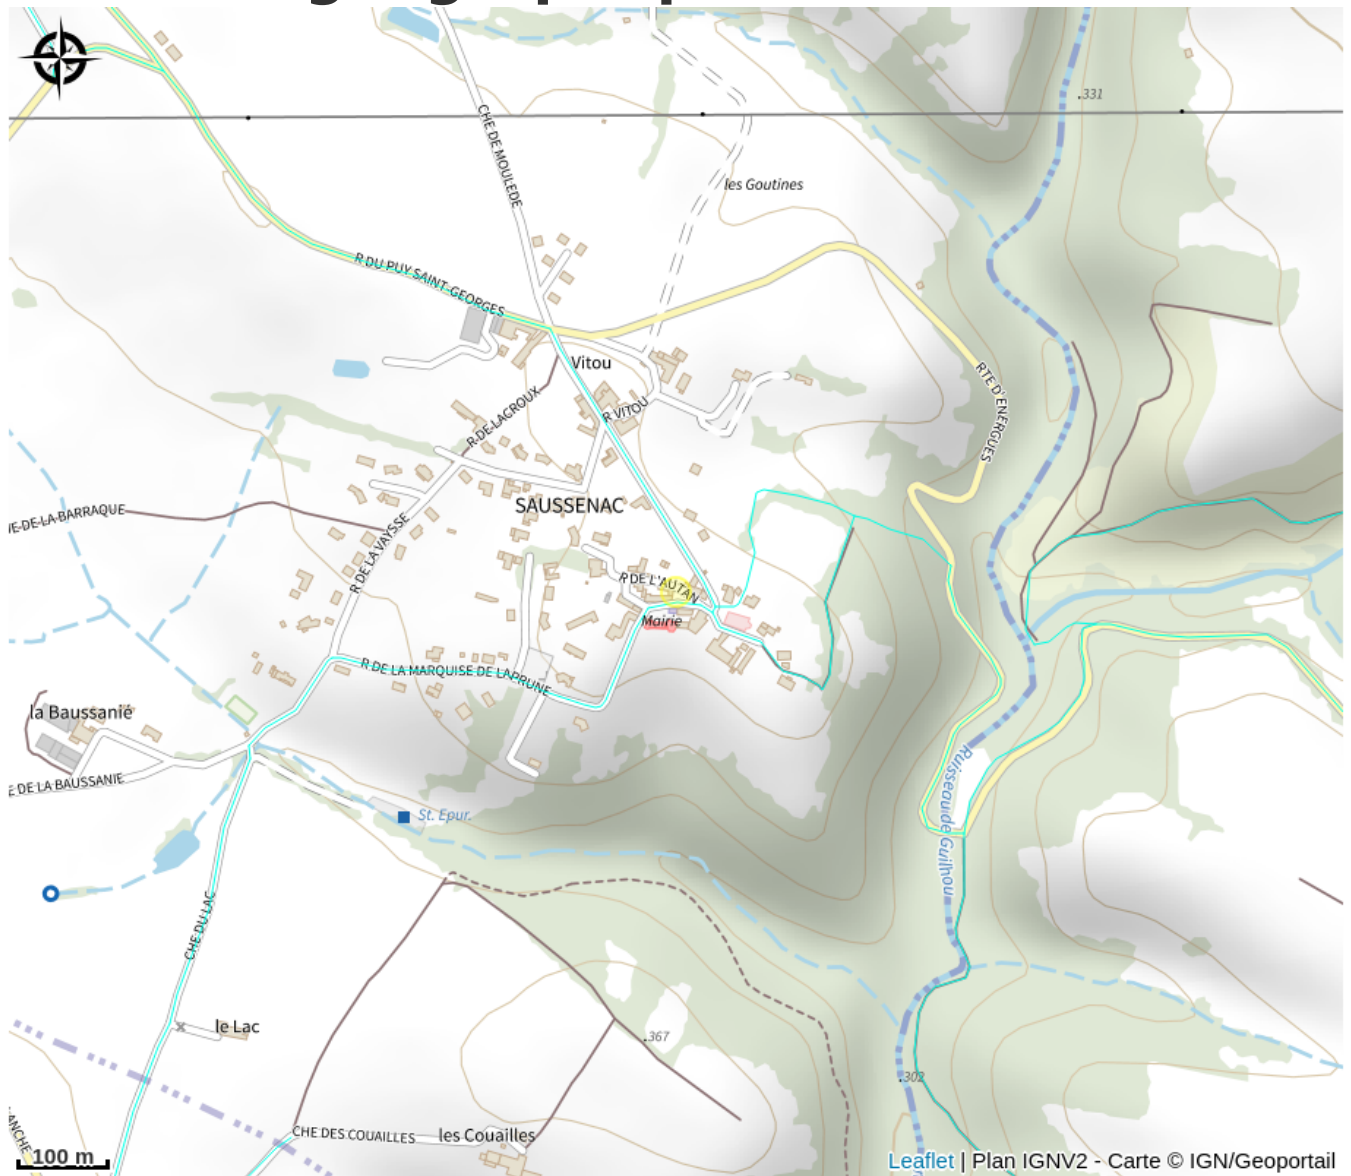 .331
CHE DE MOULEDE
les Goutines
R DU PUY SAINT-GEORGES
Vitou
RTE D'ENERGUES
R DE LACROUX
R VITOU
SAUSSENAC
E-DE-LA-BARRAQUE
R DE LA VAYSSE
R DE L'AUTAN
Mairie
R DE LA MARQUISE DE LAPRUNE
la Baussanié
E DE LA BAUSSANIE
St. Epur.
Ruisseau de Guilhou
CHE DU LAC
le Lac
.367
.302
ANCHE
CHE DES COUAILLES
les Couailles
100 m
Leaflet | Plan IGNV2 - Carte © IGN/Geoportail